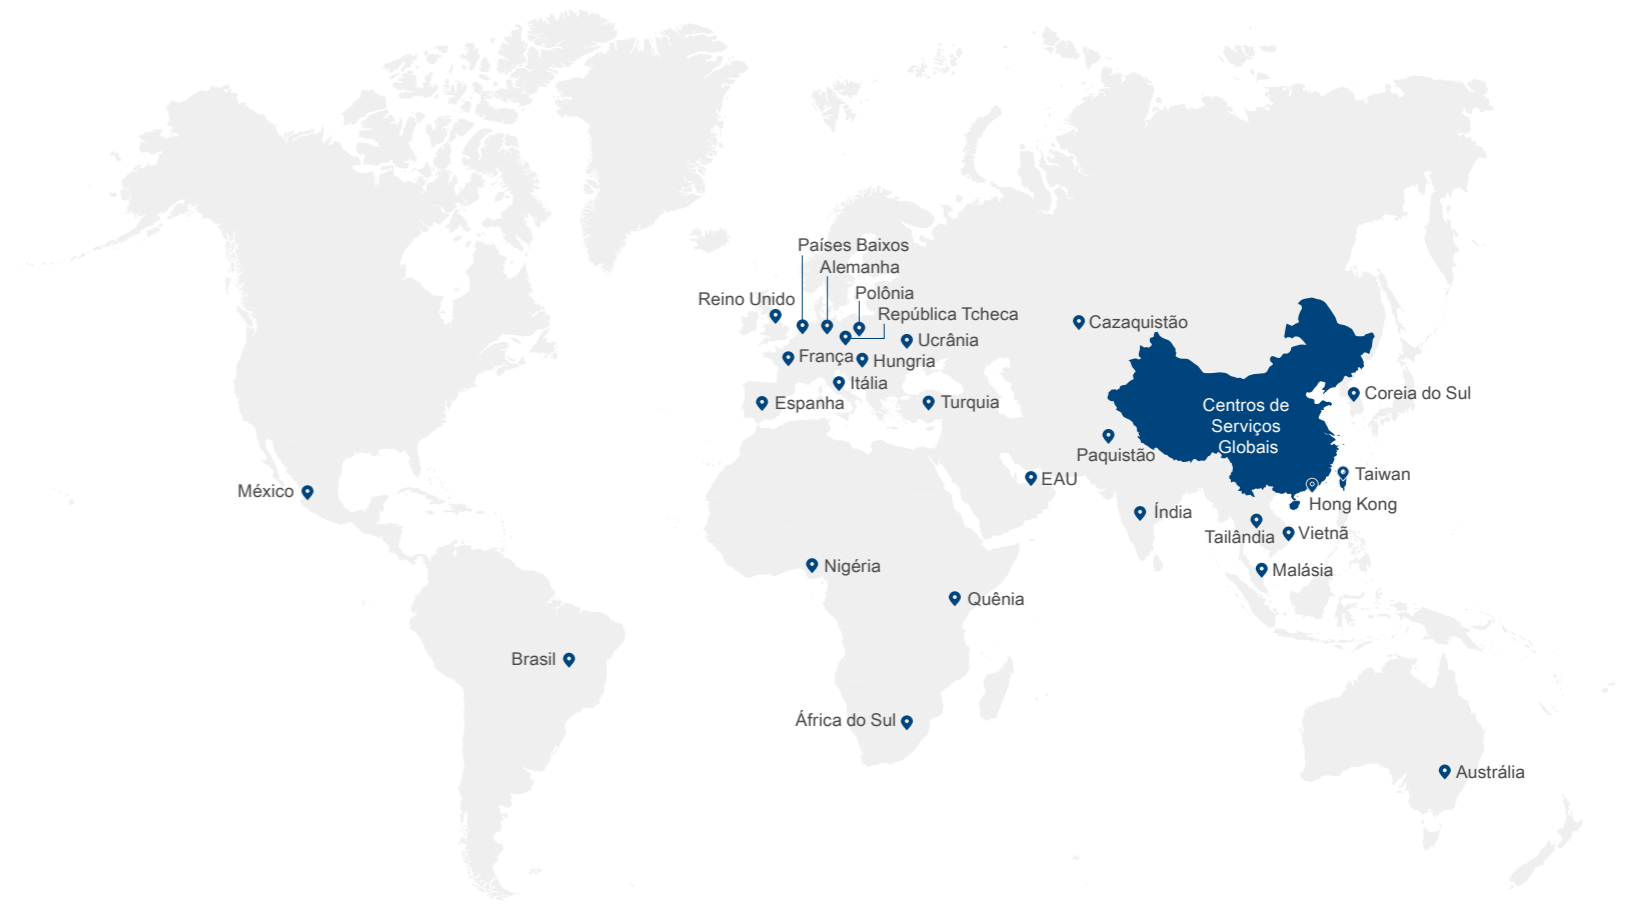 Países Baixos
Alemanha
Polônia
Reino Unido
República Tcheca
Cazaquistão
Ucrânia
França
Hungria
Itália
Espanha
Turquia
Coreia do Sul
Centros de
Serviços
Globais
Paquistão
EAU
Taiwan
México
Hong Kong
Índia
Tailândia
Vietnã
Nigéria
Malásia
Quênia
Brasil
África do Sul
Austrália